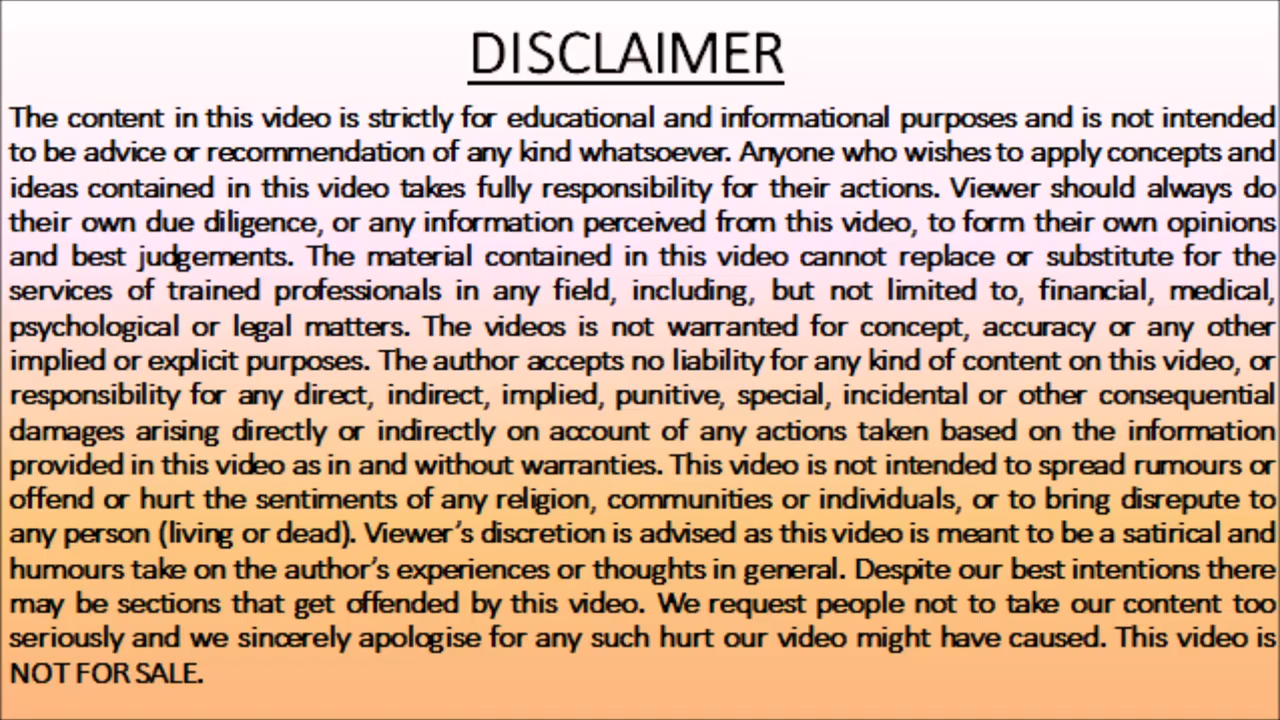 DISCLAIMER
The content in this video is strictly for educational and informational purposes and is not intended
to be advice or recommendation of any kind whatsoever. Anyone who wishes to apply concepts and
ideas contained in this video takes fully responsibility for their actions. Viewer should always do
their own due diligence, or any information perceived from this video, to form their own opinions
and best judgements. The material contained in this video cannot replace or substitute for the
services of trained professionals in any field, including, but not limited to, financial, medical,
psychological or legal matters. The videos is not warranted for concept, accuracy or any other
implied or explicit purposes. The author accepts no liability for any kind of content on this video, or
responsibility for any direct, indirect, implied, punitive, special, incidental or other consequential
damages arising directly or indirectly on account of any actions taken based on the information
provided in this video as in and without warranties. This video is not intended to spread rumours or
offend or hurt the sentiments of any religion, communities or individuals, or to bring disrepute to
any person (living or dead). Viewer’s discretion is advised as this video is meant to be a satirical and
humours take on the author’s experiences or thoughts in general. Despite our best intentions there
may be sections that get offended by this video. We request people not to take our content too
seriously and we sincerely apologise for any such hurt our video might have caused. This video is
NOT FOR SALE.